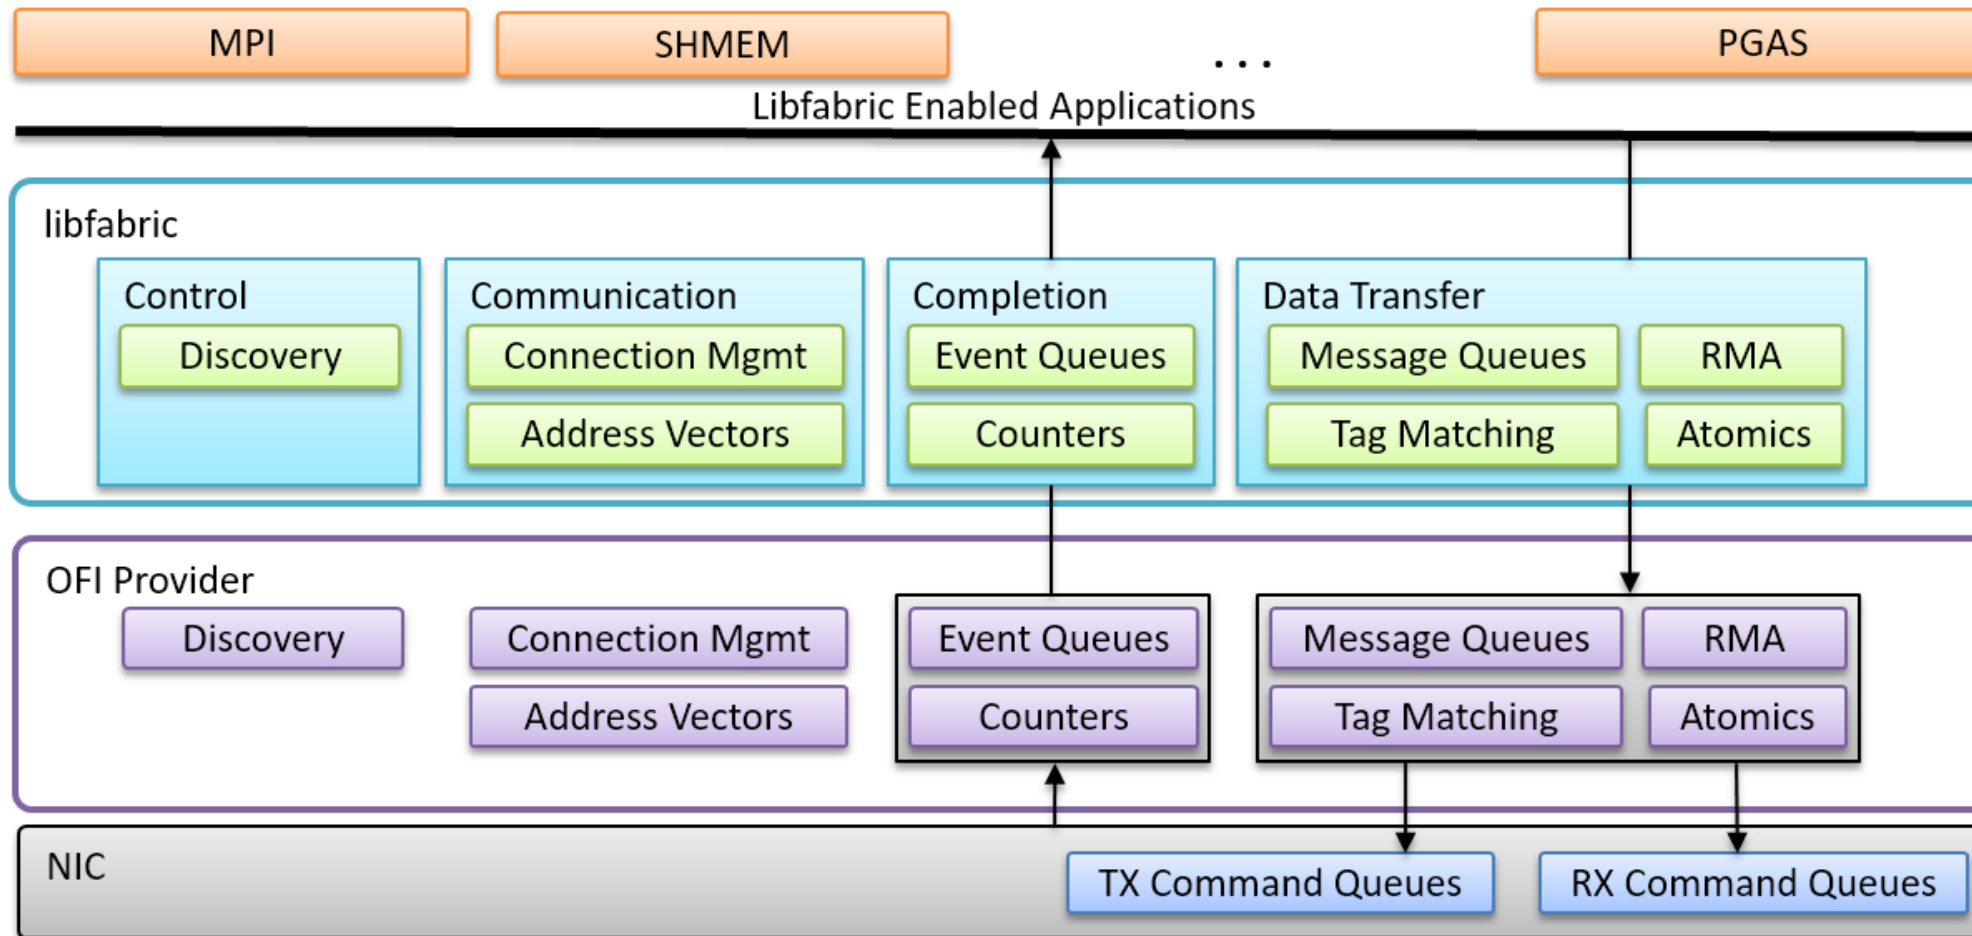 MPI
SHMEM
...
PGAS
Libfabric Enabled Applications
libfabric
Control
Communication
Completion
Data Transfer
Discovery
Connection Mgmt
Event Queues
Message Queues
RMA
Address Vectors
Counters
Tag Matching
Atomics
OFI Provider
Discovery
Connection Mgmt
Event Queues
Message Queues
RMA
Address Vectors
Counters
Tag Matching
Atomics
NIC
TX Command Queues
RX Command Queues